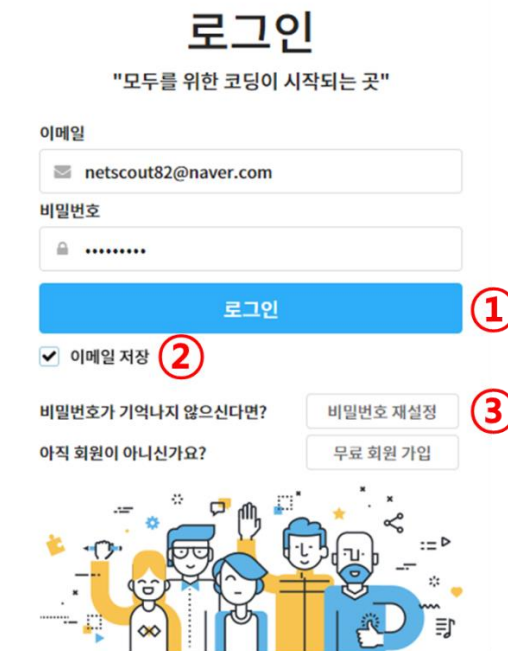 로그인
"모두를 위한 코딩이 시작되는 곳"
이메일
netscout82@naver.com
비밀번호
•••••••••
로그인 ①
이메일 저장 ②
비밀번호가 기억나지 않으신다면? 비밀번호 재설정 ③
아직 회원이 아니신가요? 무료 회원 가입